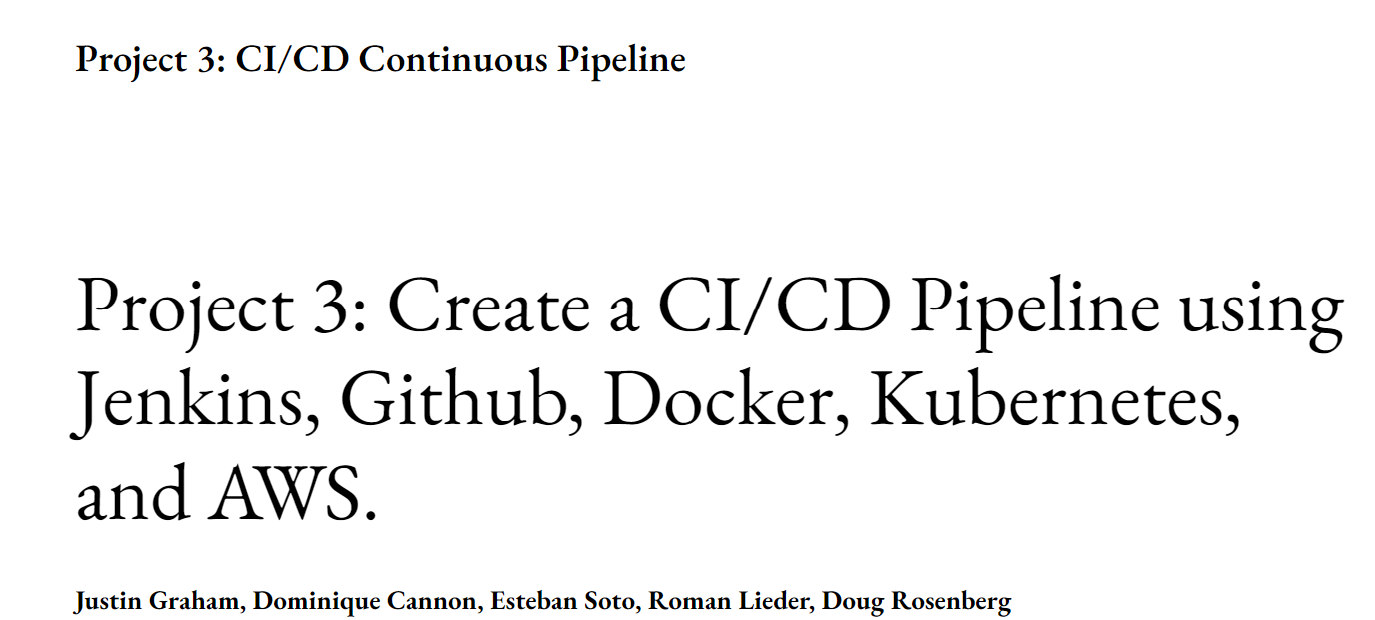 Project 3: CI/CD Continuous Pipeline
Project 3: Create a CI/CD Pipeline using
Jenkins, Github, Docker, Kubernetes,
and AWS.
Justin Graham, Dominique Cannon, Esteban Soto, Roman Lieder, Doug Rosenberg